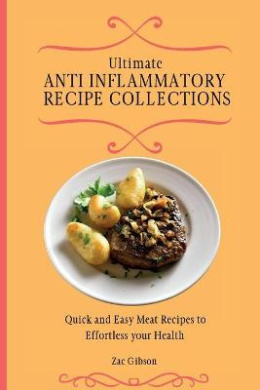 Ultimate
ANTI INFLAMMATORY
RECIPE COLLECTIONS
Quick and Easy Meat Recipes to
Effortless your Health
Zac Gibson